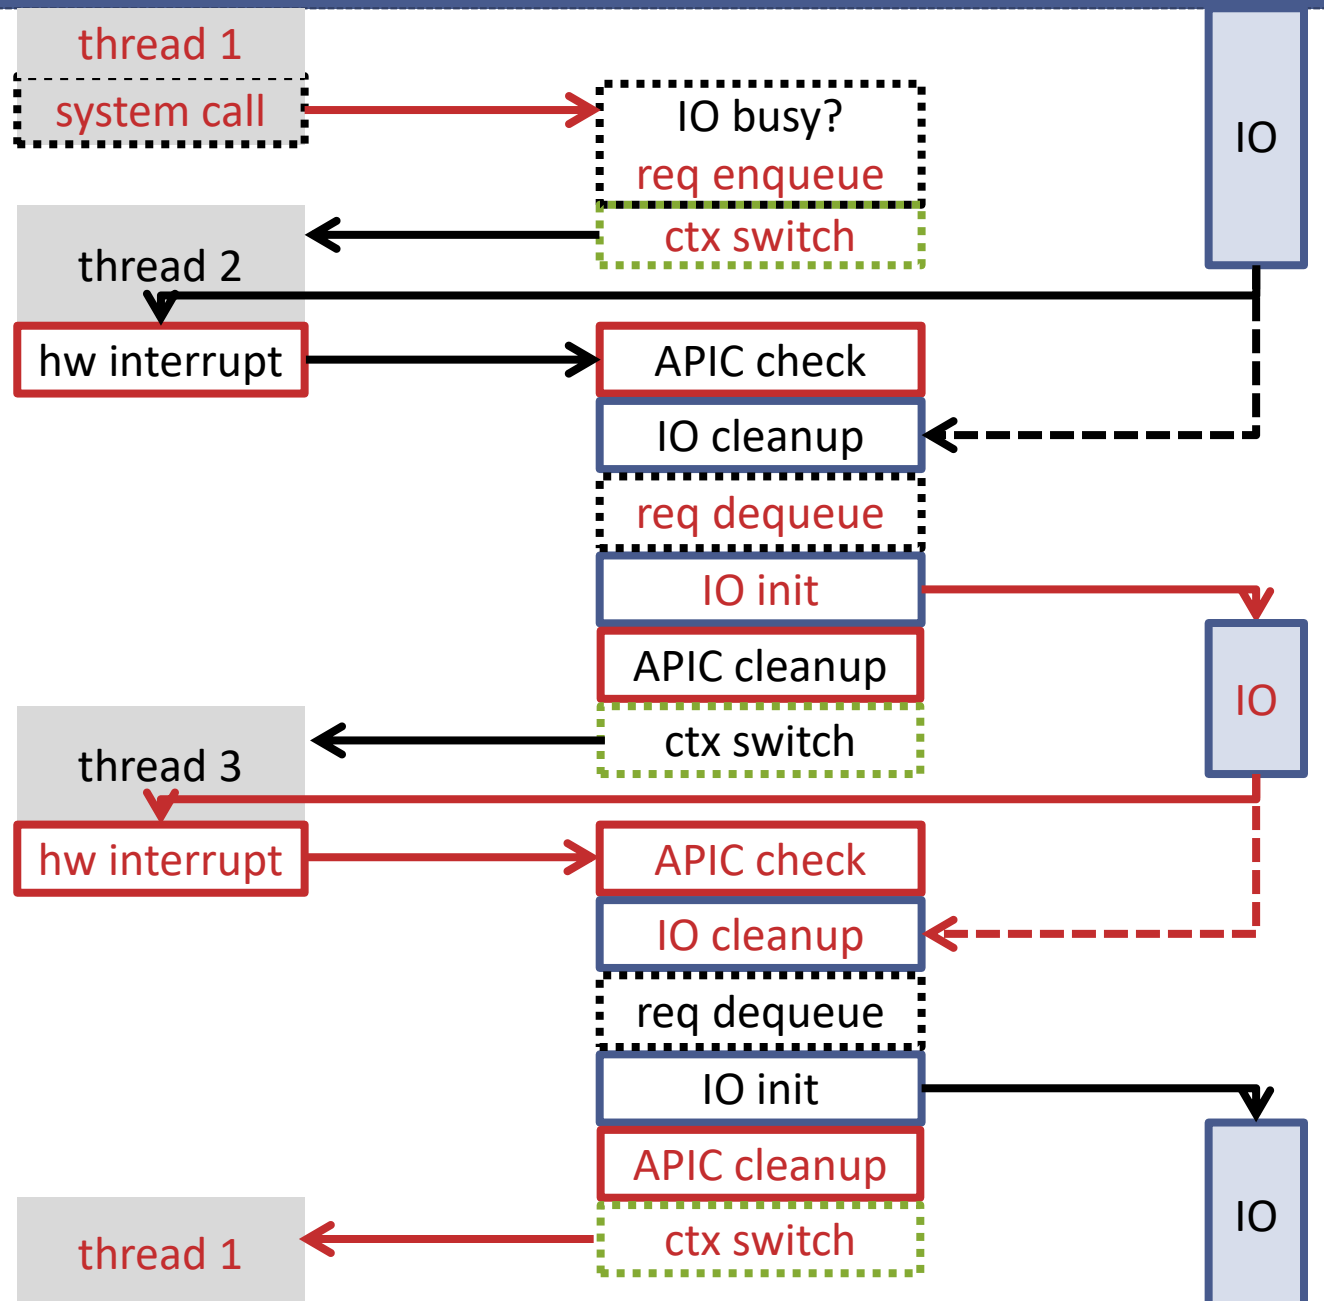 thread 1
system call
IO busy?
req enqueue
ctx switch
IO
thread 2
hw interrupt
APIC check
IO cleanup
req dequeue
IO init
APIC cleanup
ctx switch
IO
thread 3
hw interrupt
APIC check
IO cleanup
req dequeue
IO init
APIC cleanup
ctx switch
IO
thread 1